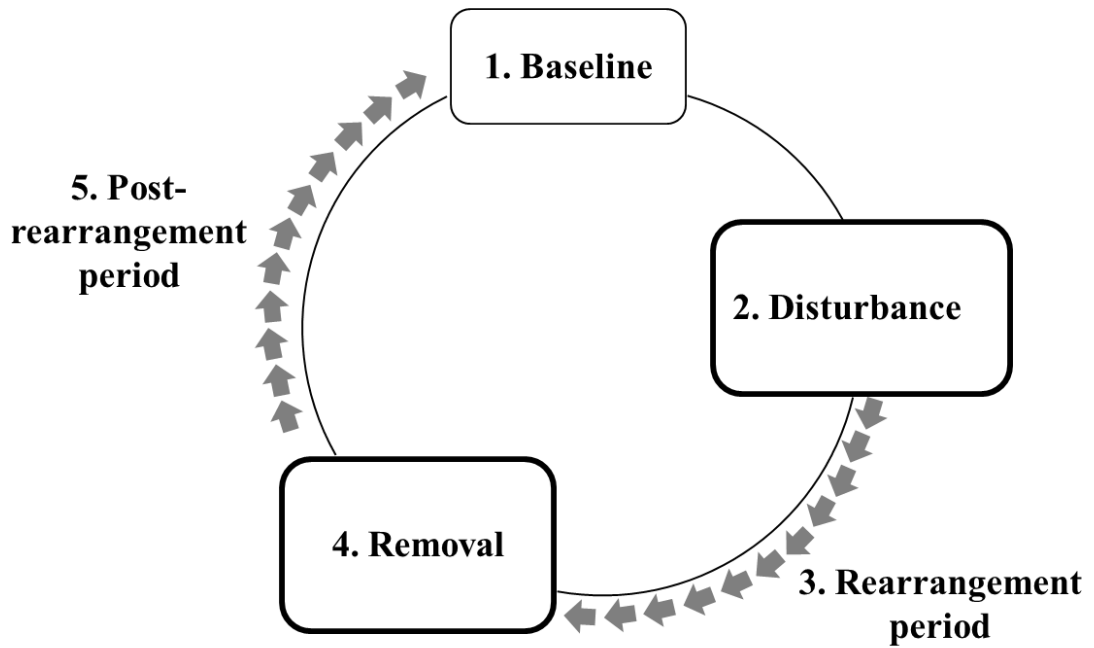 1. Baseline
2. Disturbance
3. Rearrangement
period
4. Removal
5. Post-
rearrangement
period